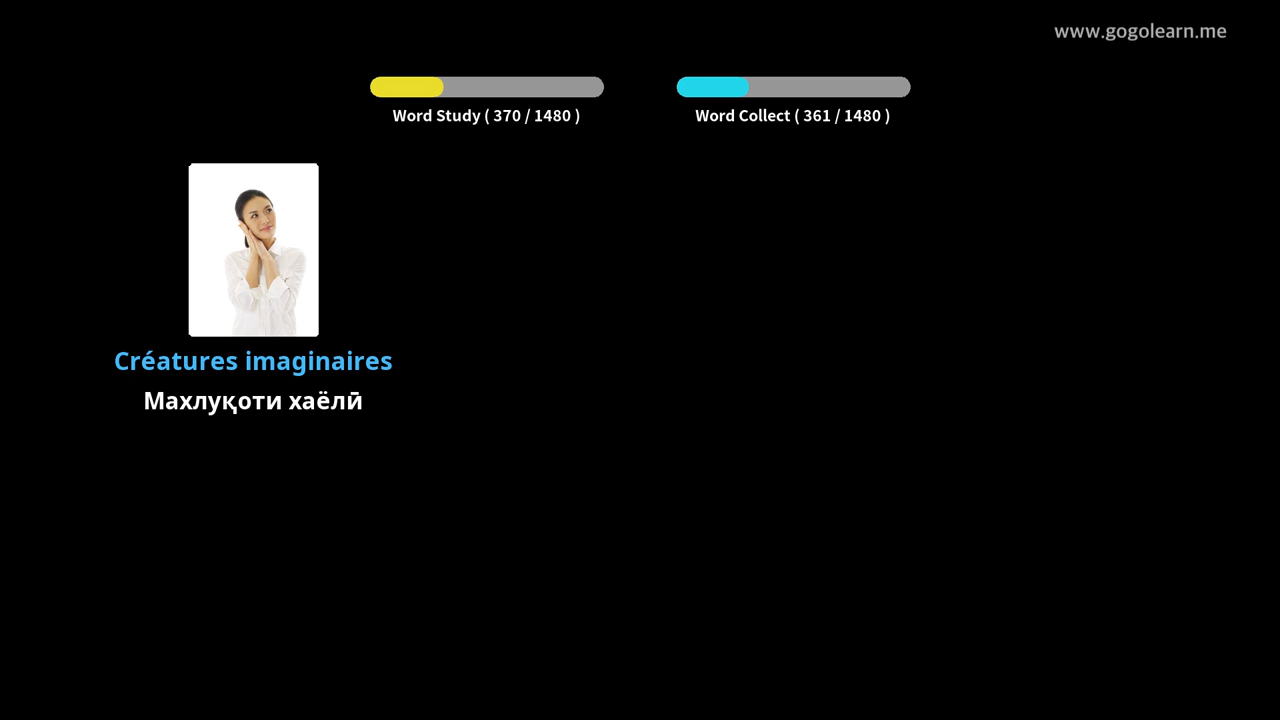 www.gogolearn.me
Word Study ( 370 / 1480 )
Word Collect ( 361 / 1480 )
Créatures imaginaires
Махлуқоти хаёлӣ